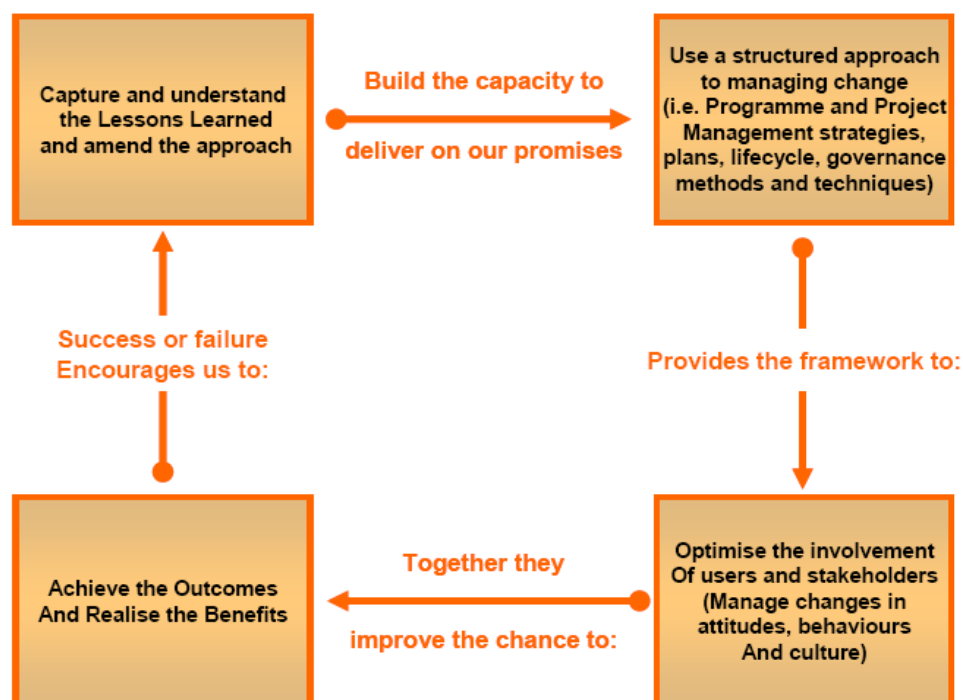 Capture and understand
the Lessons Learned
and amend the approach
Build the capacity to
deliver on our promises
Use a structured approach
to managing change
(i.e. Programme and Project
Management strategies,
plans, lifecycle, governance
methods and techniques)
Provides the framework to:
Optimise the involvement
Of users and stakeholders
(Manage changes in
attitudes, behaviours
And culture)
Together they
improve the chance to:
Achieve the Outcomes
And Realise the Benefits
Success or failure
Encourages us to: